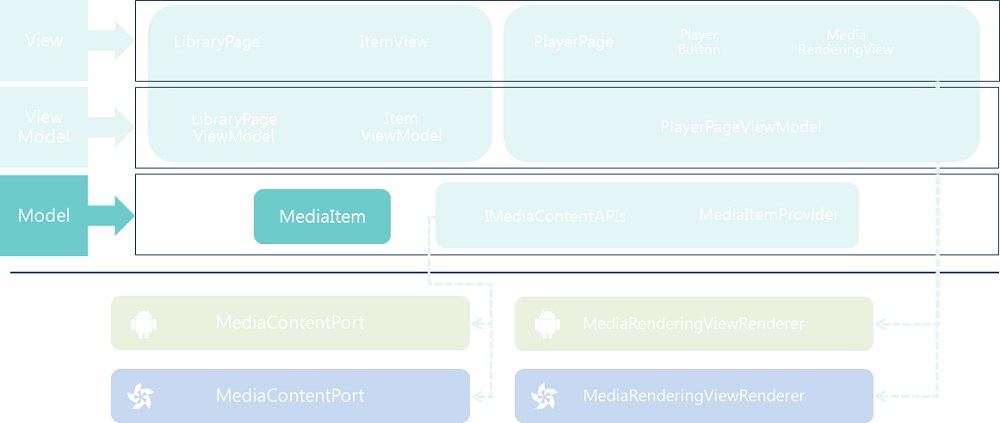 View
LibraryPage
ItemView
PlayerPage
Player
Button
Media
RenderingView
View
Model
LibraryPage
ViewModel
Item
ViewModel
PlayerPageViewModel
Model
MediaItem
IMediaContentAPIs
MediaItemProvider
MediaContentPort
MediaRenderingViewRenderer
MediaContentPort
MediaRenderingViewRenderer